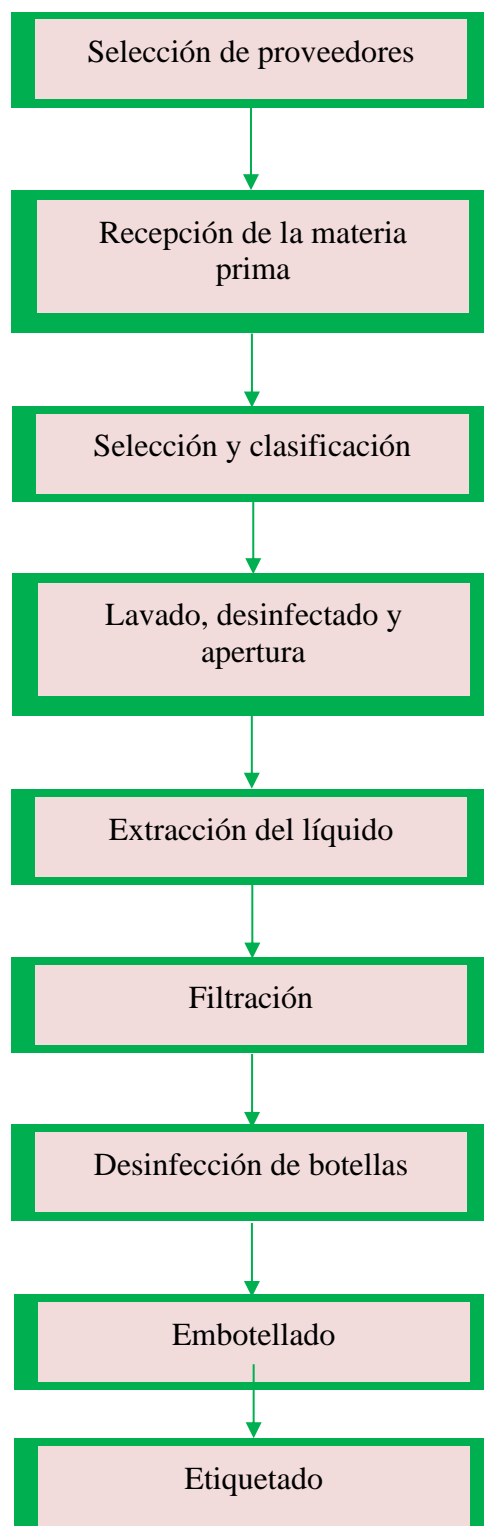 Selección de proveedores
Recepción de la materia
prima
Selección y clasificación
Lavado, desinfectado y
apertura
Extracción del líquido
Filtración
Desinfección de botellas
Embotellado
Etiquetado